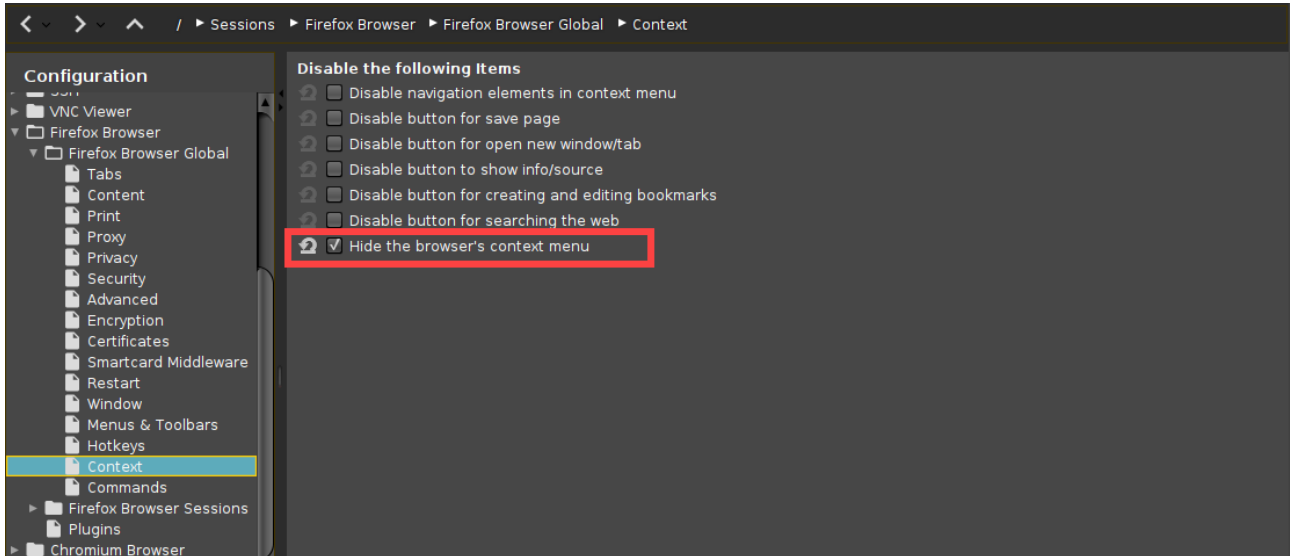 / Sessions Firefox Browser Firefox Browser Global Context
Configuration
VNC Viewer
Firefox Browser
Firefox Browser Global
Tabs
Content
Print
Proxy
Privacy
Security
Advanced
Encryption
Certificates
Smartcard Middleware
Restart
Window
Menus & Toolbars
Hotkeys
Context
Commands
Firefox Browser Sessions
Plugins
Chromium Browser
Disable the following Items
Disable navigation elements in context menu
Disable button for save page
Disable button for open new window/tab
Disable button to show info/source
Disable button for creating and editing bookmarks
Disable button for searching the web
Hide the browser's context menu